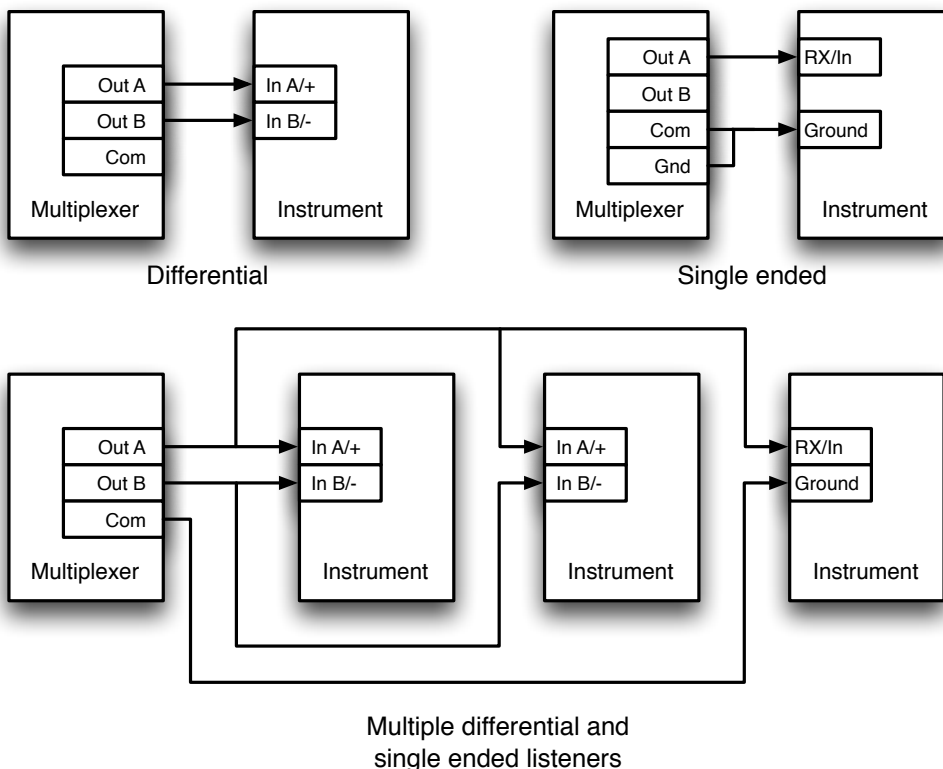 Out A
Out B
Com
Multiplexer
In A/+
In B/-
Instrument
Differential
Out A
Out B
Com
Gnd
Multiplexer
RX/In
Ground
Instrument
Single ended
Out A
Out B
Com
Multiplexer
In A/+
In B/-
Instrument
In A/+
In B/-
Instrument
RX/In
Ground
Instrument
Multiple differential and
single ended listeners